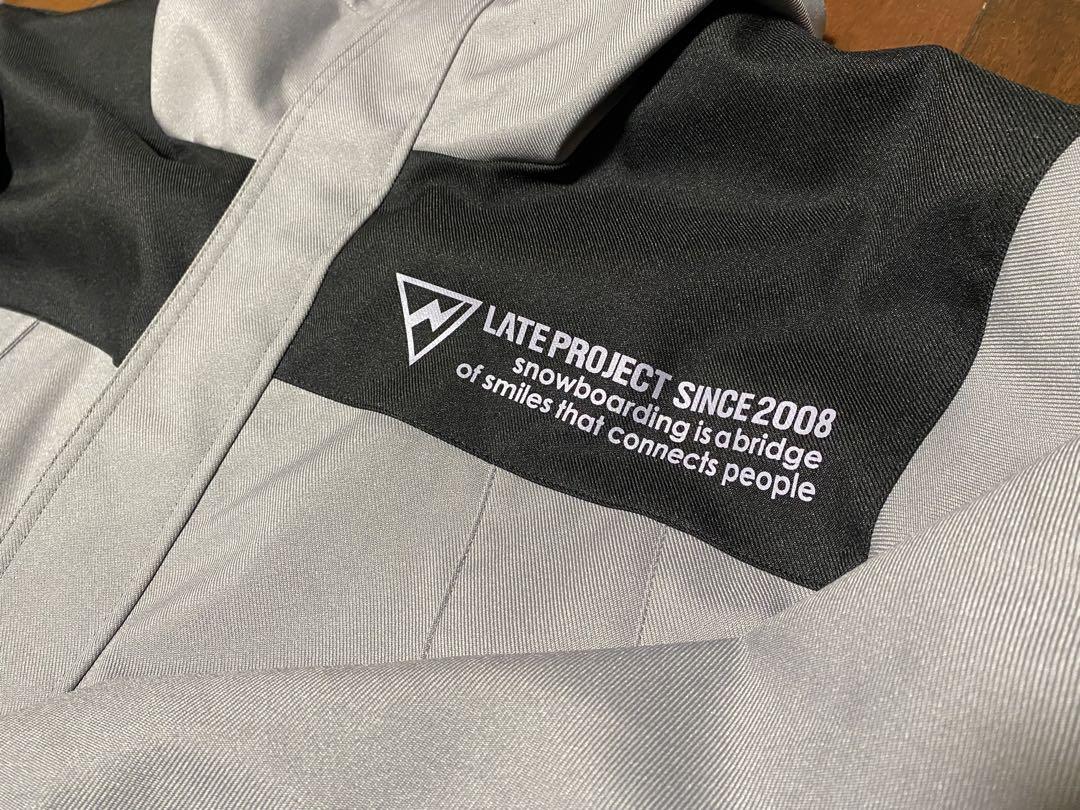 LATE PROJECT SINCE 2008
snowboarding is a bridge
of smiles that connects people